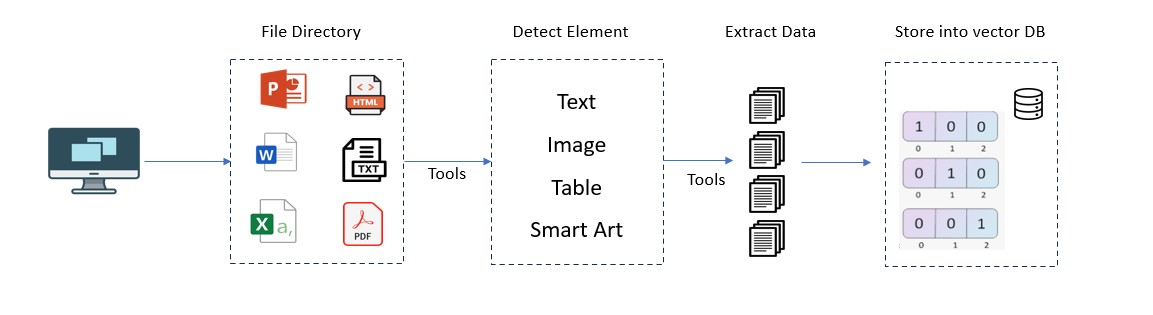 File Directory
Detect Element
Extract Data
Store into vector DB
P
HTML
W
TXT
X a,
PDF
Tools
Text
Image
Table
Smart Art
Tools
1 0 0
0 1 2
0 1 0
0 1 2
0 0 1
0 1 2